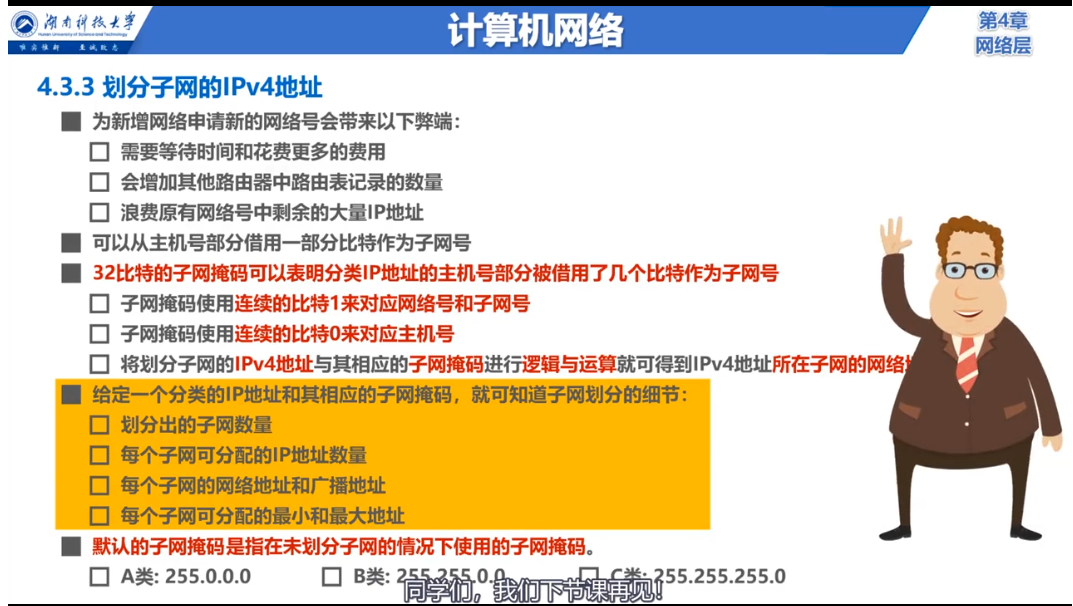 湖南科技大学
Hunan University of Science and Technology
唯实惟新 至诚致志
计算机网络
第4章
网络层
4.3.3 划分子网的IPv4地址
为新增网络申请新的网络号会带来以下弊端：
需要等待时间和花费更多的费用
会增加其他路由器中路由表记录的数量
浪费原有网络号中剩余的大量IP地址
可以从主机号部分借用一部分比特作为子网号
32比特的子网掩码可以表明分类IP地址的主机号部分被借用了几个比特作为子网号
子网掩码使用连续的比特1来对应网络号和子网号
子网掩码使用连续的比特0来对应主机号
将划分子网的IPv4地址与其相应的子网掩码进行逻辑与运算就可得到IPv4地址所在子网的网络
给定一个分类的IP地址和其相应的子网掩码，就可知道子网划分的细节：
划分出的子网数量
每个子网可分配的IP地址数量
每个子网的网络地址和广播地址
每个子网可分配的最小和最大地址
默认的子网掩码是指在未划分子网的情况下使用的子网掩码。
A类: 255.0.0.0 B类: 255.255.0.0 C类: 255.255.255.0
同学们，我们下节课再见！